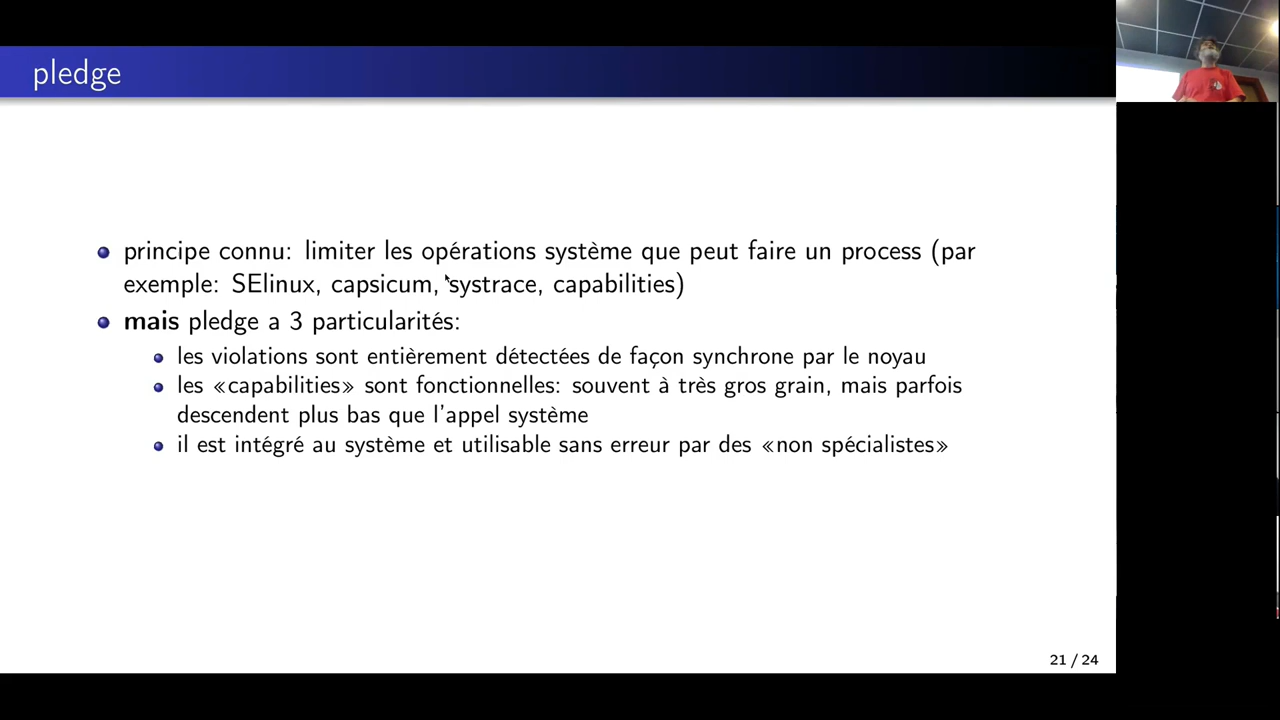 pledge
principe connu: limiter les opérations système que peut faire un process (par
exemple: SElinux, capsicum, systrace, capabilities)
mais pledge a 3 particularités:
les violations sont entièrement détectées de façon synchrone par le noyau
les «capabilities» sont fonctionnelles: souvent à très gros grain, mais parfois
descendent plus bas que l'appel système
il est intégré au système et utilisable sans erreur par des «non spécialistes»
21 / 24